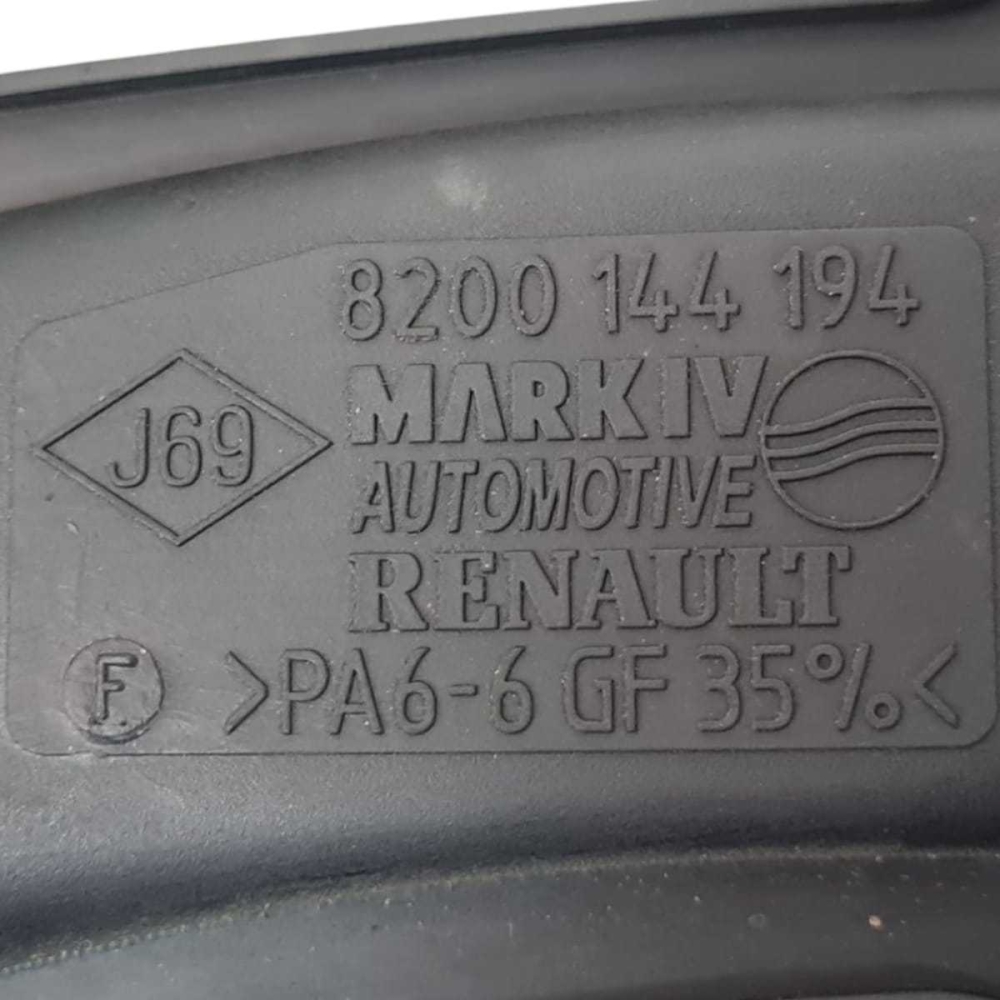 8200 144 194
J69
MARK IV
AUTOMOTIVE
RENAULT
F >PA6-6 GF 35%<